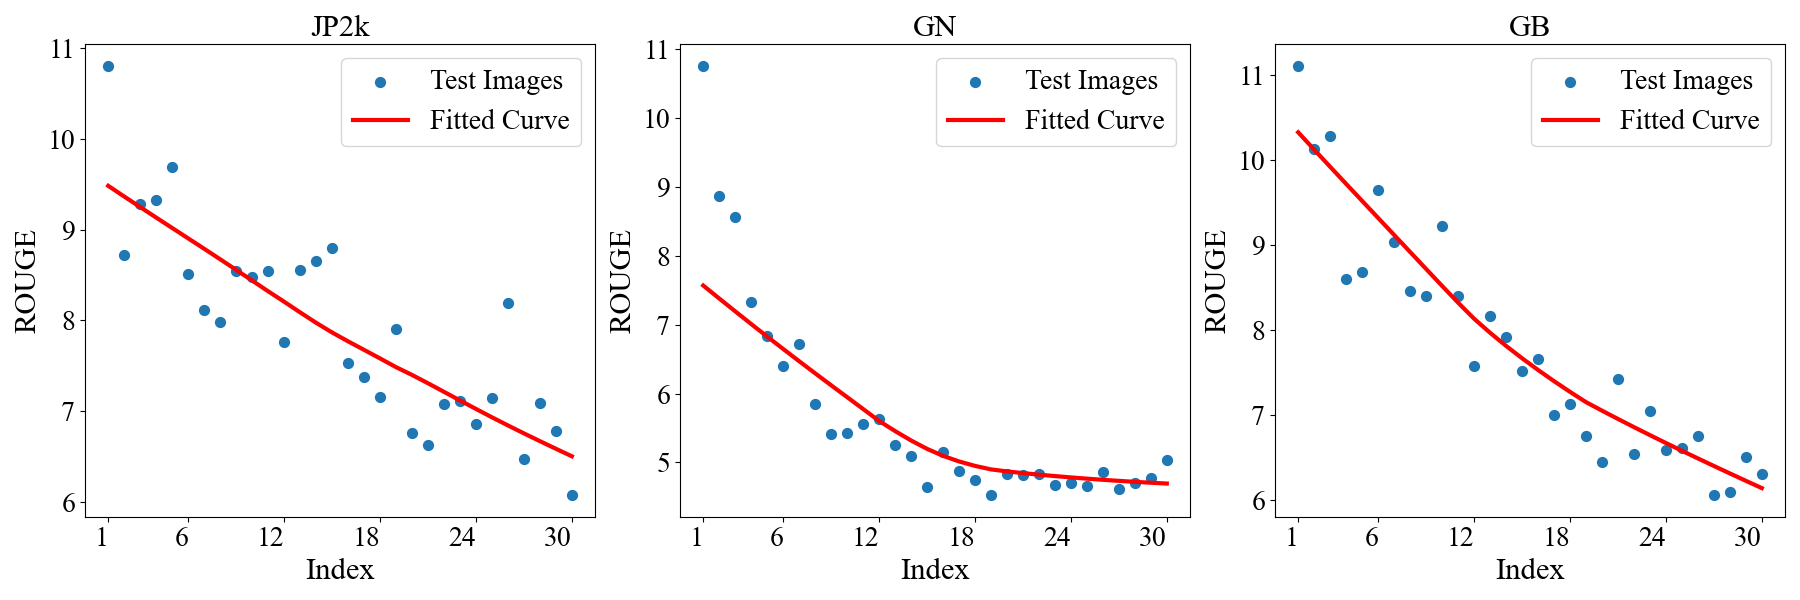 JP2k
11
10
9
8
7
6
ROUGE
Test Images
Fitted Curve
1 6 12 18 24 30
Index
GN
11
10
9
8
7
6
5
ROUGE
Test Images
Fitted Curve
1 6 12 18 24 30
Index
GB
11
10
9
8
7
6
ROUGE
Test Images
Fitted Curve
1 6 12 18 24 30
Index